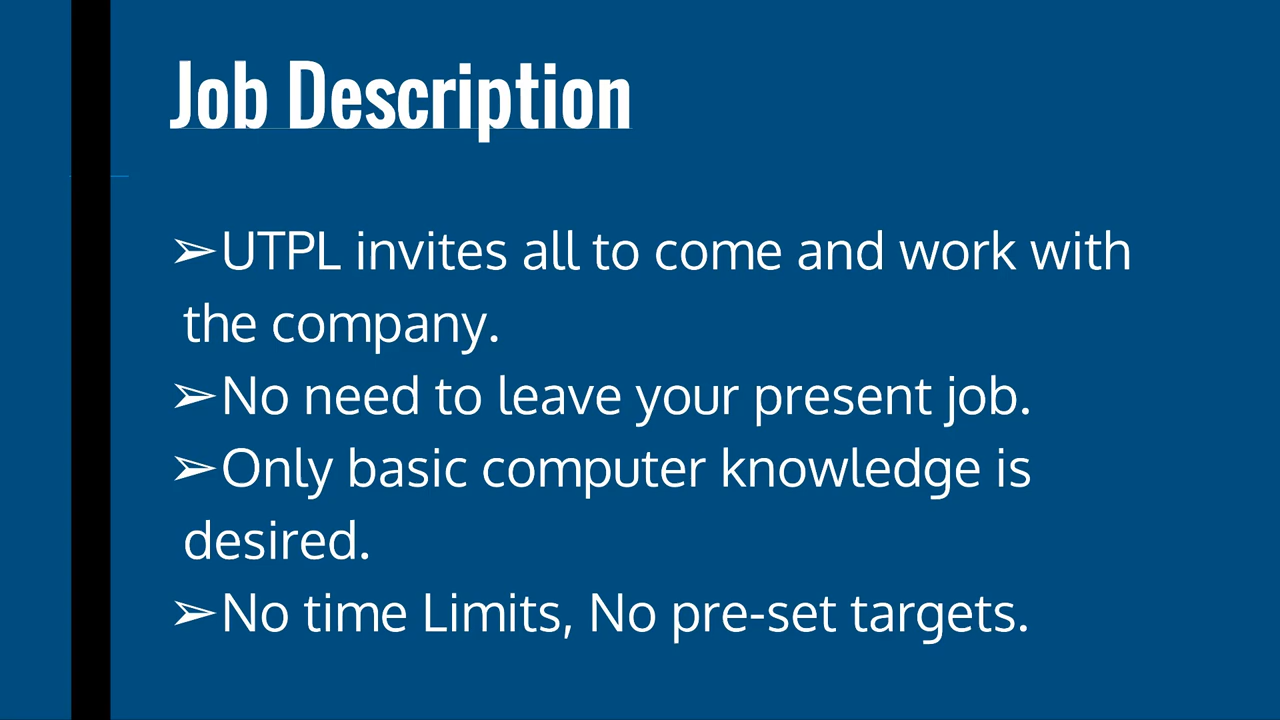 Job Description
➢UTPL invites all to come and work with
the company.
➢No need to leave your present job.
➢Only basic computer knowledge is
desired.
➢No time Limits, No pre-set targets.